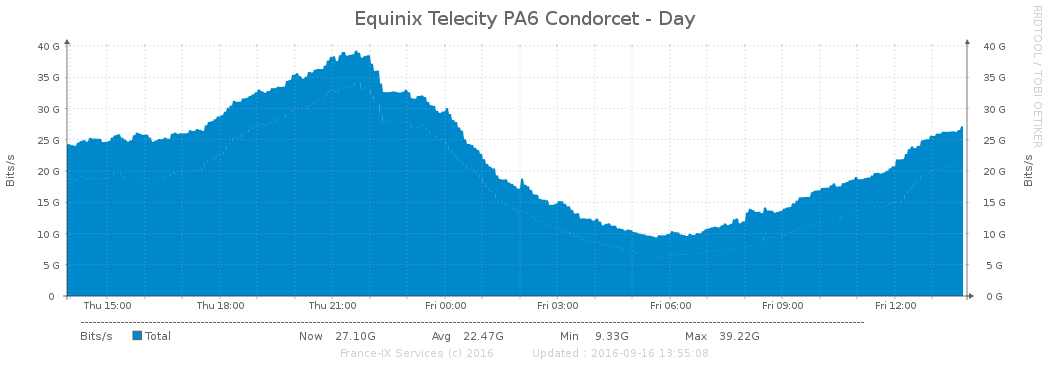 Equinix Telecity PA6 Condorcet - Day
RRDTOOL / TOBI OETIKER
Bits/s
Bits/s
40 G 40 G
35 G 35 G
30 G 30 G
25 G 25 G
20 G 20 G
15 G 15 G
10 G 10 G
5 G 5 G
0 0 G
Thu 15:00 Thu 18:00 Thu 21:00 Fri 00:00 Fri 03:00 Fri 06:00 Fri 09:00 Fri 12:00
Bits/s Total Now 27.10G Avg 22.47G Min 9.33G Max 39.22G
France-IX Services (c) 2016 Updated : 2016-09-16 13:55:08